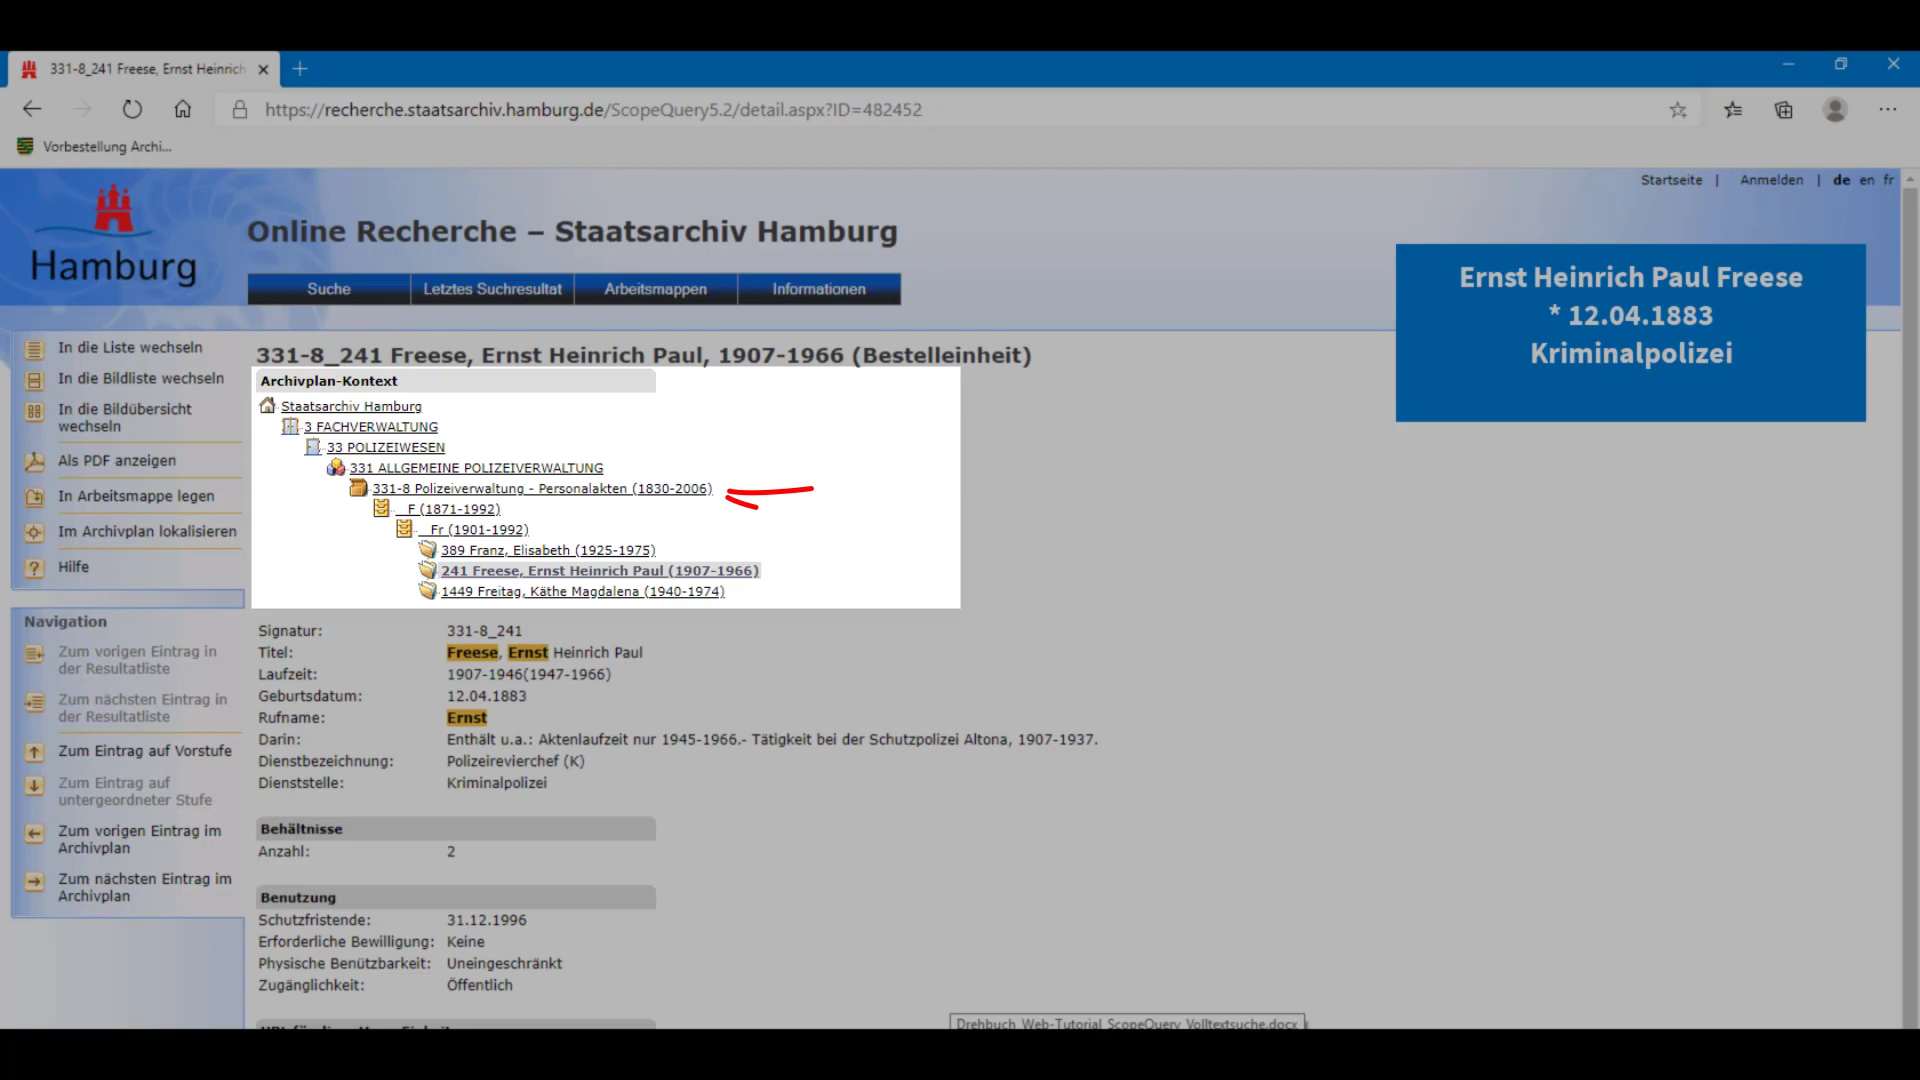 331-8_241 Freese, Ernst Heinrich
https://recherche.staatsarchiv.hamburg.de/ScopeQuery5.2/detail.aspx?ID=482452
Vorbestellung Archi...
Startseite | Anmelden | de en fr
Hamburg
Online Recherche – Staatsarchiv Hamburg
Suche
Letztes Suchresultat
Arbeitsmappen
Informationen
Ernst Heinrich Paul Freese
* 12.04.1883
Kriminalpolizei
In die Liste wechseln
In die Bildliste wechseln
In die Bildübersicht
wechseln
Als PDF anzeigen
In Arbeitsmappe legen
Im Archivplan lokalisieren
Hilfe
Navigation
Zum vorigen Eintrag in
der Resultatliste
Zum nächsten Eintrag in
der Resultatliste
Zum Eintrag auf Vorstufe
Zum Eintrag auf
untergeordneter Stufe
Zum vorigen Eintrag im
Archivplan
Zum nächsten Eintrag im
Archivplan
331-8_241 Freese, Ernst Heinrich Paul, 1907-1966 (Bestelleinheit)
Archivplan-Kontext
Staatsarchiv Hamburg
3 FACHVERWALTUNG
33 POLIZEIWESEN
331 ALLGEMEINE POLIZEIVERWALTUNG
331-8 Polizeiverwaltung - Personalakten (1830-2006)
__F (1871-1992)
__Fr (1901-1992)
389 Franz, Elisabeth (1925-1975)
241 Freese, Ernst Heinrich Paul (1907-1966)
1449 Freitag, Käthe Magdalena (1940-1974)
Signatur: 331-8_241
Titel: Freese, Ernst Heinrich Paul
Laufzeit: 1907-1946(1947-1966)
Geburtsdatum: 12.04.1883
Rufname: Ernst
Darin: Enthält u.a.: Aktenlaufzeit nur 1945-1966.- Tätigkeit bei der Schutzpolizei Altona, 1907-1937.
Dienstbezeichnung: Polizeirevierchef (K)
Dienststelle: Kriminalpolizei
Behältnisse
Anzahl: 2
Benutzung
Schutzfristende: 31.12.1996
Erforderliche Bewilligung: Keine
Physische Benützbarkeit: Uneingeschränkt
Zugänglichkeit: Öffentlich
Drehbuch_Web-Tutorial_ScopeQuery_Volltextsuche.docx